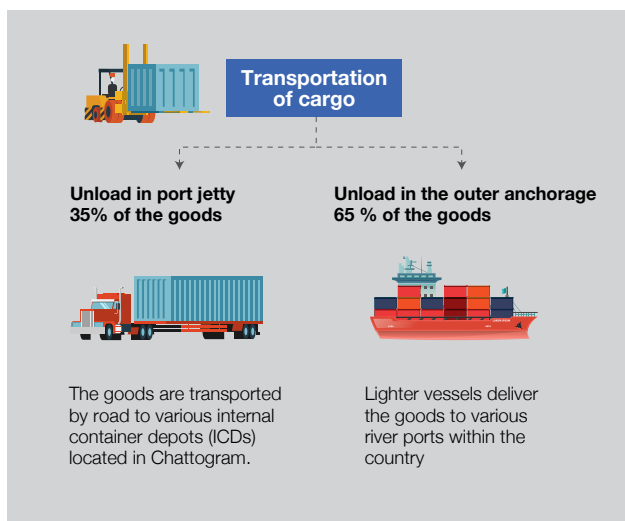 Transportation
of cargo
Unload in port jetty
35% of the goods
Unload in the outer anchorage
65 % of the goods
The goods are transported
by road to various internal
container depots (ICDs)
located in Chattogram.
Lighter vessels deliver
the goods to various
river ports within the
country